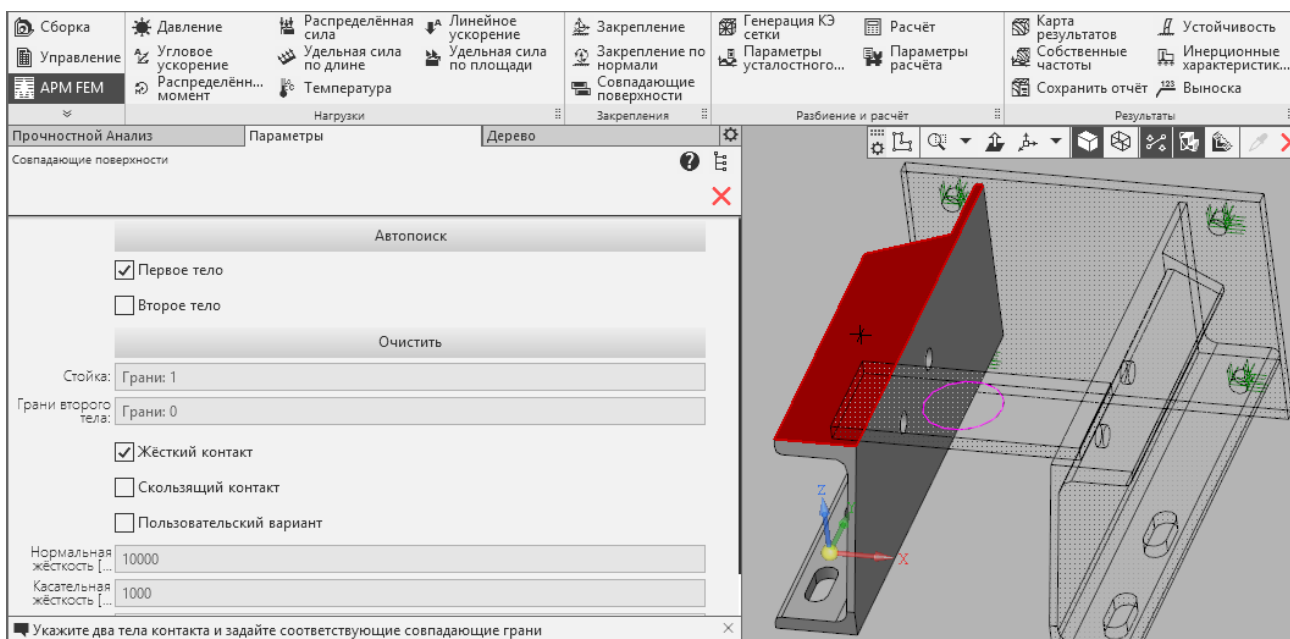 Сборка
Управление
APM FEM
Давление
Угловое
ускорение
Распределённ...
момент
Распределённая
сила
Удельная сила
по длине
Температура
Линейное
ускорение
Удельная сила
по площади
Нагрузки
Закрепление
Закрепление по
нормали
Совпадающие
поверхности
Закрепления
Генерация КЭ
сетки
Параметры
усталостного...
Расчёт
Параметры
расчёта
Разбиение и расчёт
Карта
результатов
Собственные
частоты
Сохранить отчёт
Устойчивость
Инерционные
характеристик...
123 Выноска
Результаты
Прочностной Анализ
Параметры
Дерево
Совпадающие поверхности
Автопоиск
Первое тело
Второе тело
Очистить
Стойка: Грани: 1
Грани второго
тела: Грани: 0
Жёсткий контакт
Скользящий контакт
Пользовательский вариант
Нормальная
жёсткость [... 10000
Касательная
жёсткость [... 1000
Укажите два тела контакта и задайте соответствующие совпадающие грани
Z
X